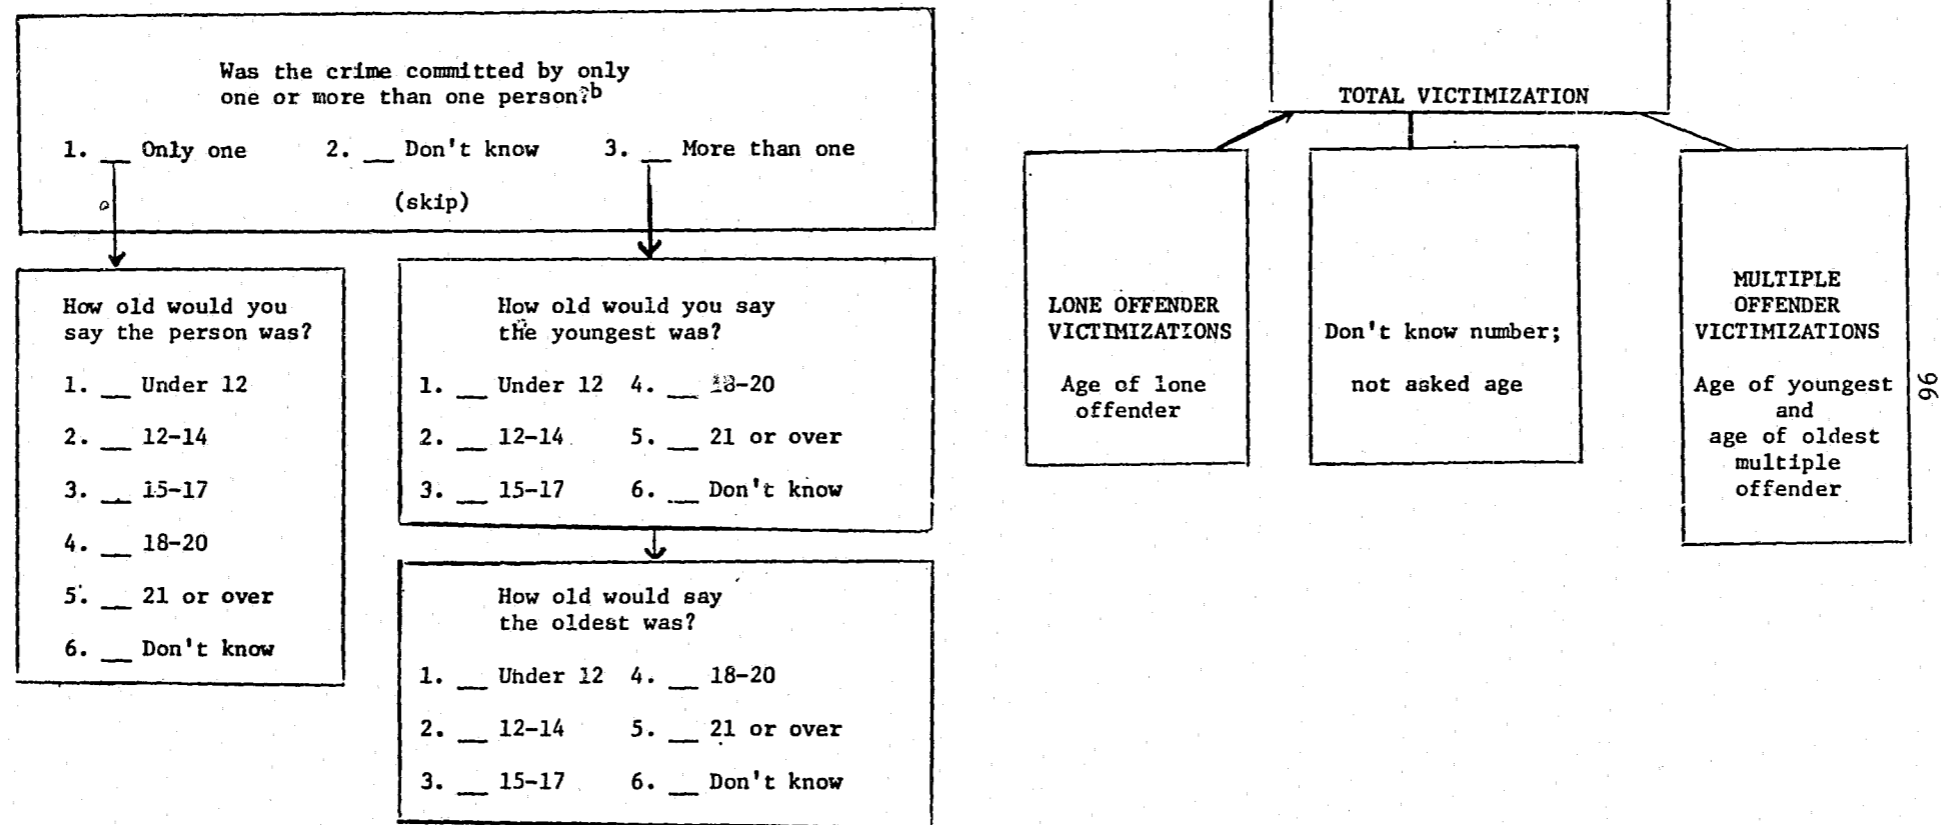 Was the crime committed by only
one or more than one person?b
1. __ Only one 2. __ Don't know 3. __ More than one
(skip)
How old would you
say the person was?
1. __ Under 12
2. __ 12-14
3. __ 15-17
4. __ 18-20
5. __ 21 or over
6. __ Don't know
How old would you say
the youngest was?
1. __ Under 12 4. __ 18-20
2. __ 12-14 5. __ 21 or over
3. __ 15-17 6. __ Don't know
How old would say
the oldest was?
1. __ Under 12 4. __ 18-20
2. __ 12-14 5. __ 21 or over
3. __ 15-17 6. __ Don't know
TOTAL VICTIMIZATION
LONE OFFENDER
VICTIMIZATIONS
Age of lone
offender
Don't know number;
not asked age
MULTIPLE
OFFENDER
VICTIMIZATIONS
Age of youngest
and
age of oldest
multiple
offender
96